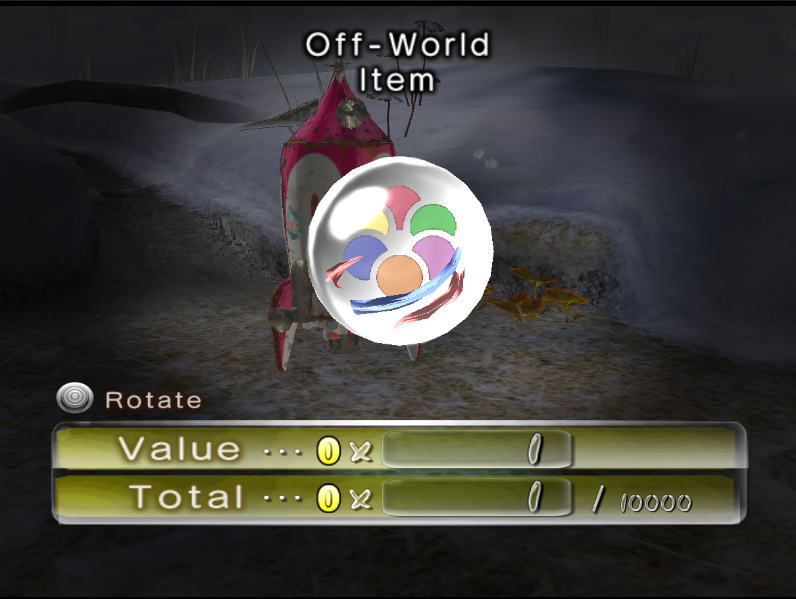 Off-World
Item
Rotate
Value ··· 0 × 0
Total ··· 0 × 0 / 10000